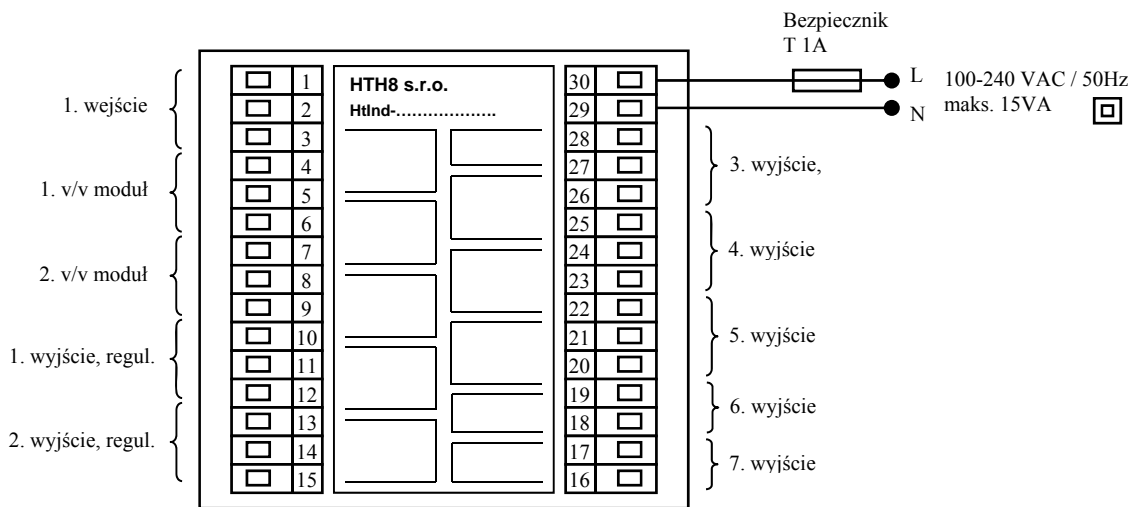 Bezpiecznik
T 1A
L
100-240 VAC / 50Hz
N
maks. 15VA
HTH8 s.r.o.
HtInd-...................
1. wejście
1. v/v moduł
2. v/v moduł
1. wyjście, regul.
2. wyjście, regul.
1
2
3
4
5
6
7
8
9
10
11
12
13
14
15
30
29
28
27
26
25
24
23
22
21
20
19
18
17
16
3. wyjście,
4. wyjście
5. wyjście
6. wyjście
7. wyjście